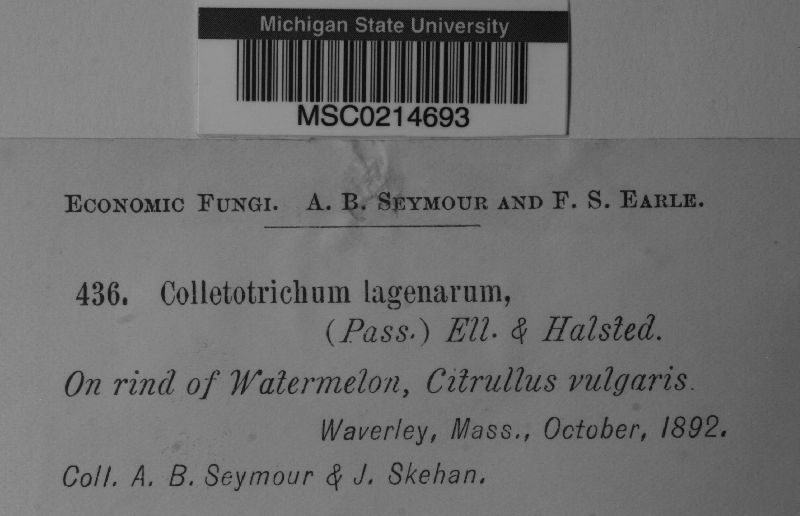 Michigan State University
MSC0214693
Economic Fungi. A. B. Seymour and F. S. Earle.
436. Colletotrichum lagenarum,
(Pass.) Ell. & Halsted.
On rind of Watermelon, Citrullus vulgaris.
Waverley, Mass., October, 1892.
Coll. A. B. Seymour & J. Skehan.